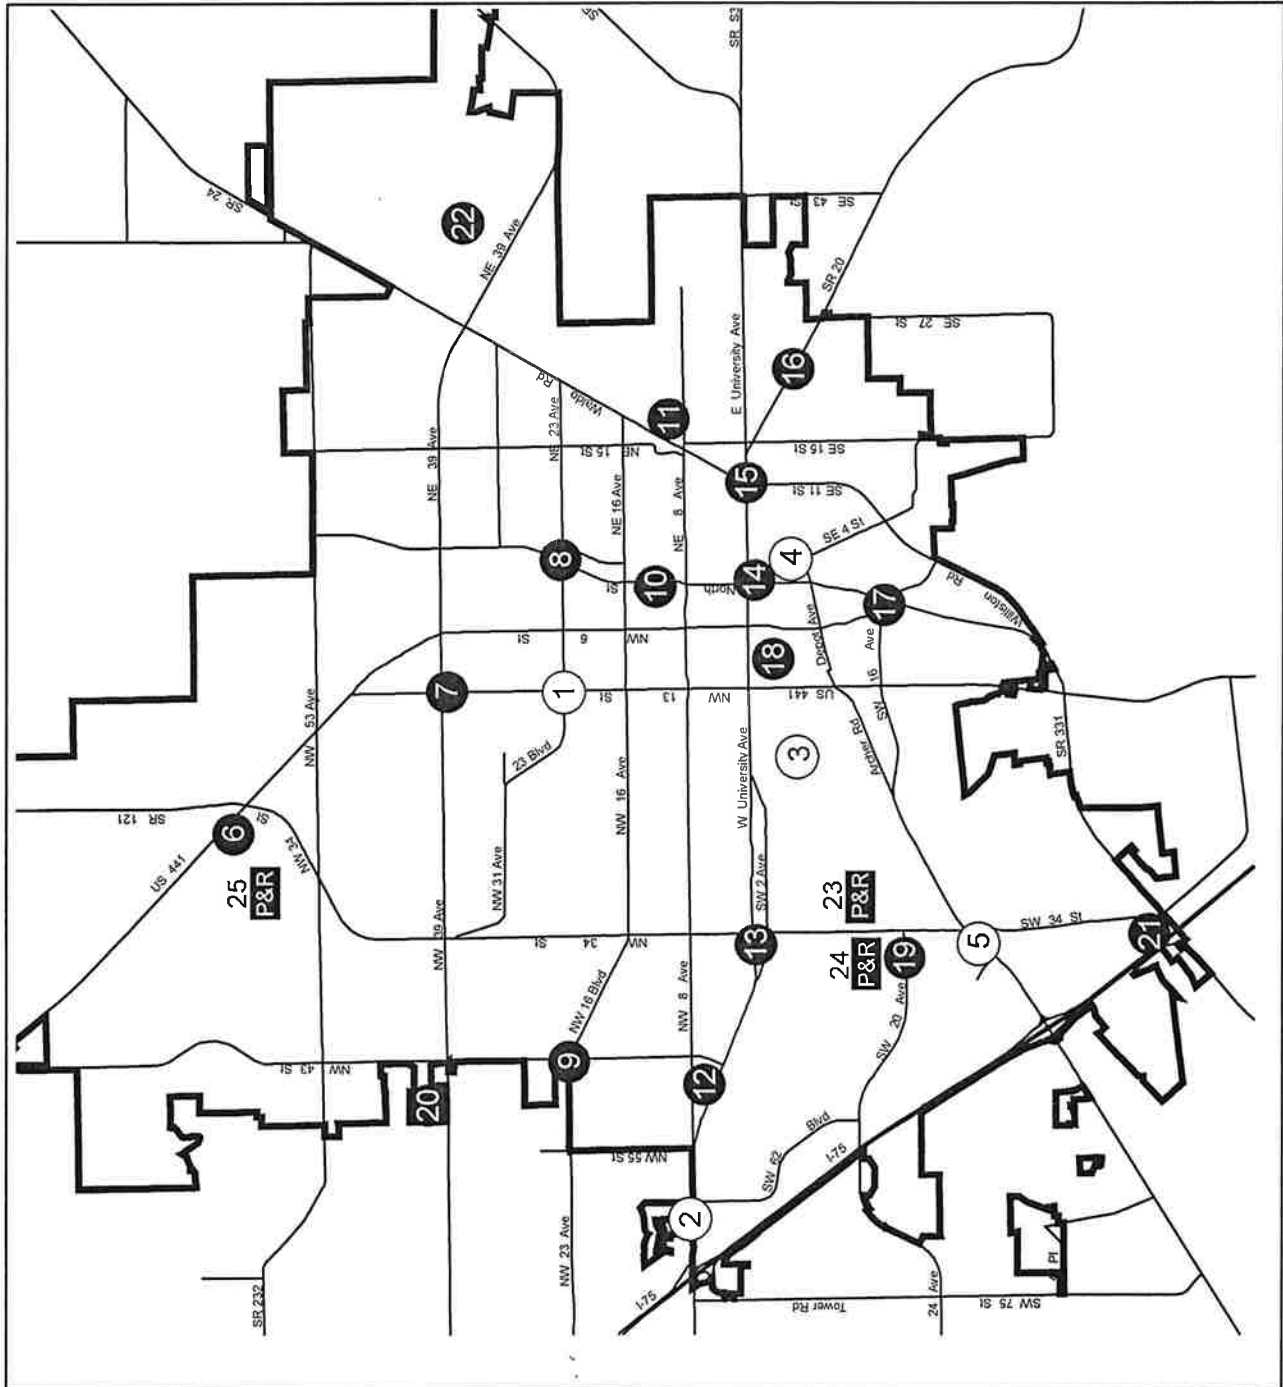 SR 53
SR 24
22
NE 39 Ave
SE 43 St
SR 20
SE 27 St
E University Ave
16
Waldo Rd
11
NE 23 Ave
NE 39 Ave
NE 15 St
SE 15 St
15
SE 11 St
NE 16 Ave
NE 8 Ave
SE 4 St
8
4
14
10
North
St
17
Williston Rd
Depot Ave
NW 6 St
SW 16 Ave
18
7
1
NW 13 St
US 441
NW 53 Ave
23 Blvd
3
Archer Rd
SR 331
W University Ave
NW 16 Ave
SR 121
6
US 441
NW 34 St
25
P&R
NW 31 Ave
SW 2 Ave
23
P&R
NW 39 Ave
NW 34 St
13
24
P&R
19
5
SW 34 St
21
NW 16 Blvd
NW 8 Ave
SW 20 Ave
NW 43 St
9
12
20
SW 62 Blvd
I-75
NW 55 St
2
NW 23 Ave
SR 232
I-75
Tower Rd
24 Ave
SW 75 St
Pl